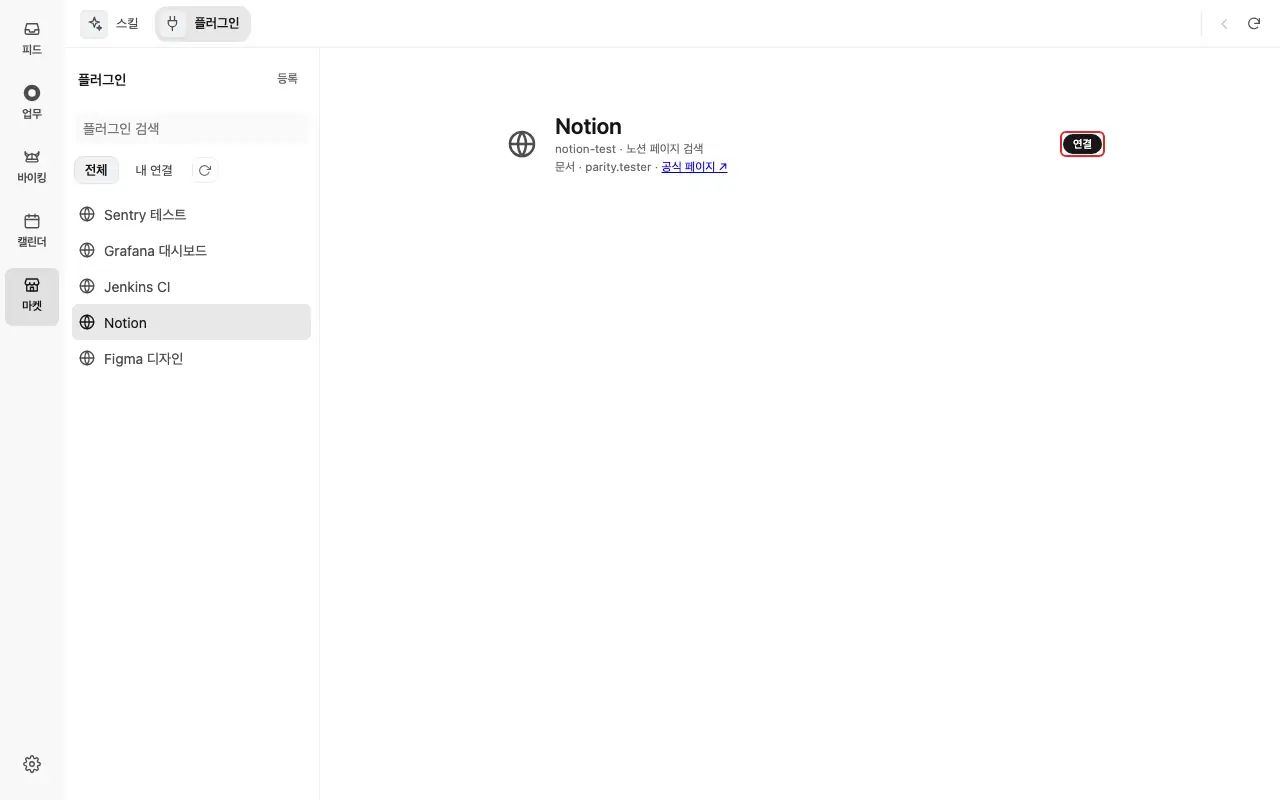 피드
업무
바이킹
캘린더
마켓
스킬
플러그인
플러그인
등록
플러그인 검색
전체
내 연결
Sentry 테스트
Grafana 대시보드
Jenkins CI
Notion
Figma 디자인
Notion
notion-test · 노션 페이지 검색
문서 · parity.tester · 공식 페이지 ↗
연결